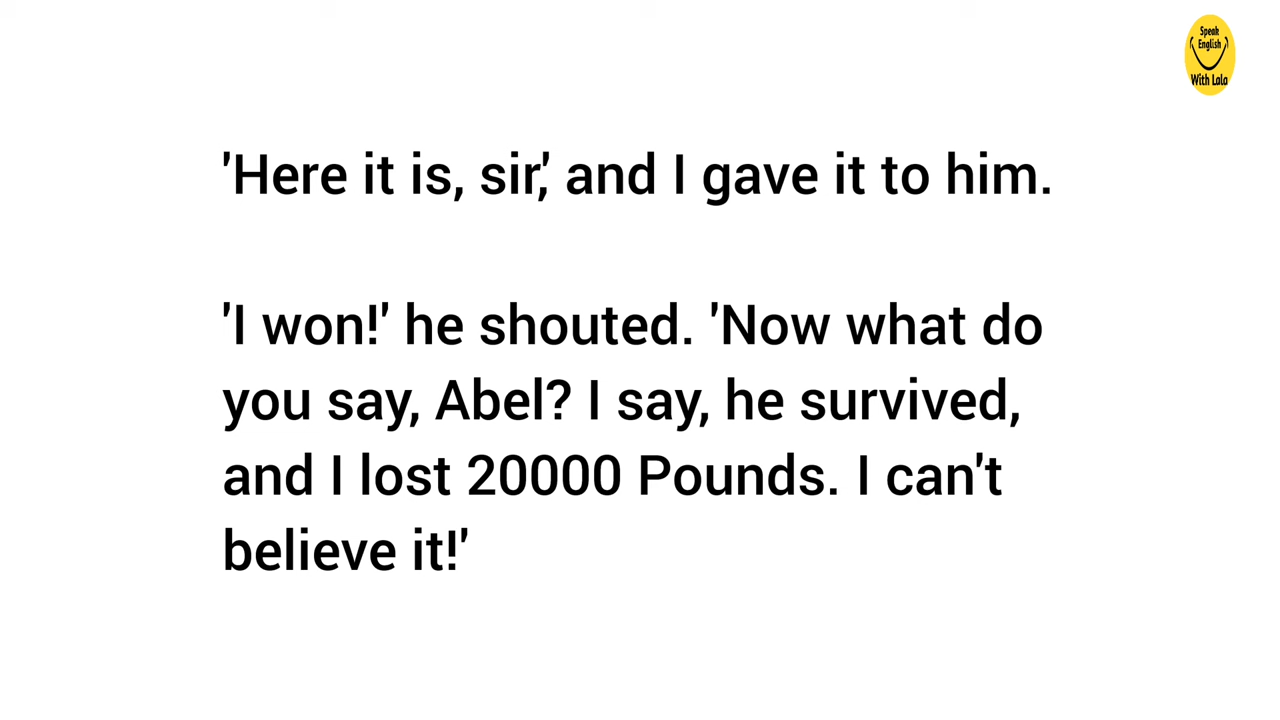 Speak
English
With Lala
'Here it is, sir,' and I gave it to him.
'I won!' he shouted. 'Now what do
you say, Abel? I say, he survived,
and I lost 20000 Pounds. I can't
believe it!'